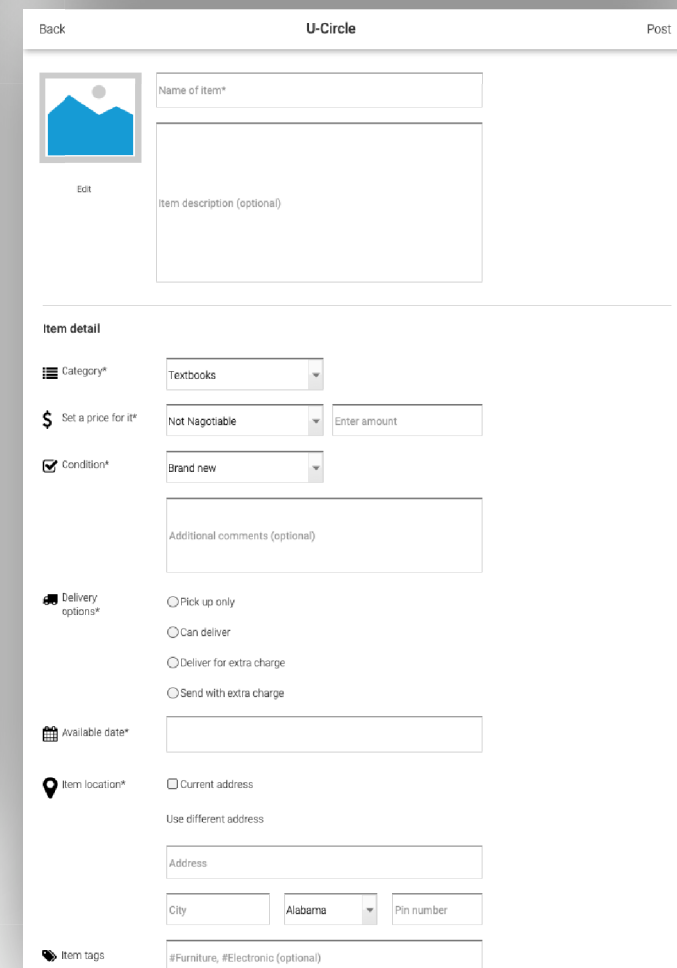 Back
U-Circle
Post
Name of item*
Edit
Item description (optional)
Item detail
Category*
Textbooks
Set a price for it*
Not Nagotiable
Enter amount
Condition*
Brand new
Additional comments (optional)
Delivery
options*
Pick up only
Can deliver
Deliver for extra charge
Send with extra charge
Available date*
Item location*
Current address
Use different address
Address
City
Alabama
Pin number
Item tags
#Furniture, #Electronic (optional)